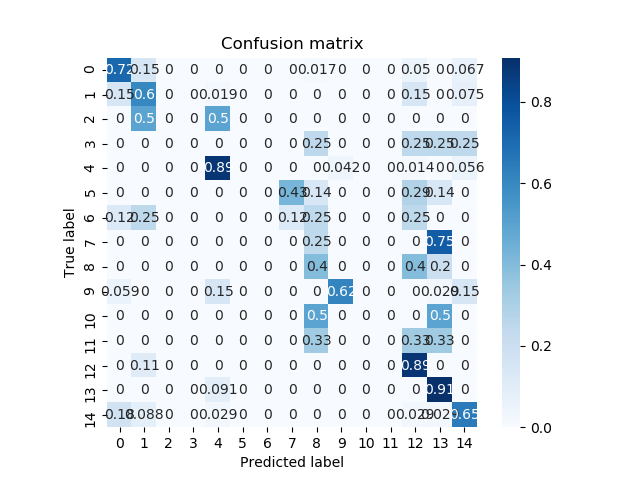 Confusion matrix
0 0.72 0.15 0 0 0 0 0 0 0.017 0 0 0 0.05 0 0.067
1 0.15 0.6 0 0 0.019 0 0 0 0 0 0 0 0.15 0 0.075
2 0 0.5 0 0 0.5 0 0 0 0 0 0 0 0 0 0
3 0 0 0 0 0 0 0 0 0.25 0 0 0 0.25 0.25 0.25
4 0 0 0 0 0.89 0 0 0 0 0.042 0 0 0.014 0 0.056
5 0 0 0 0 0 0 0 0.43 0.14 0 0 0 0.29 0.14 0
6 0.12 0.25 0 0 0 0 0 0.12 0.25 0 0 0 0.25 0 0
7 0 0 0 0 0 0 0 0 0.25 0 0 0 0 0.75 0
8 0 0 0 0 0 0 0 0 0.4 0 0 0 0.4 0.2 0
9 0.059 0 0 0 0.15 0 0 0 0 0.62 0 0 0 0.029 0.15
10 0 0 0 0 0 0 0 0 0.5 0 0 0 0 0.5 0
11 0 0 0 0 0 0 0 0 0.33 0 0 0 0.33 0.33 0
12 0 0.11 0 0 0 0 0 0 0 0 0 0 0.89 0 0
13 0 0 0 0 0.091 0 0 0 0 0 0 0 0 0.91 0
14 0.18 0.088 0 0 0.029 0 0 0 0 0 0 0 0.029 0.029 0.65
0 1 2 3 4 5 6 7 8 9 10 11 12 13 14
Predicted label
True label
0.8
0.6
0.4
0.2
0.0